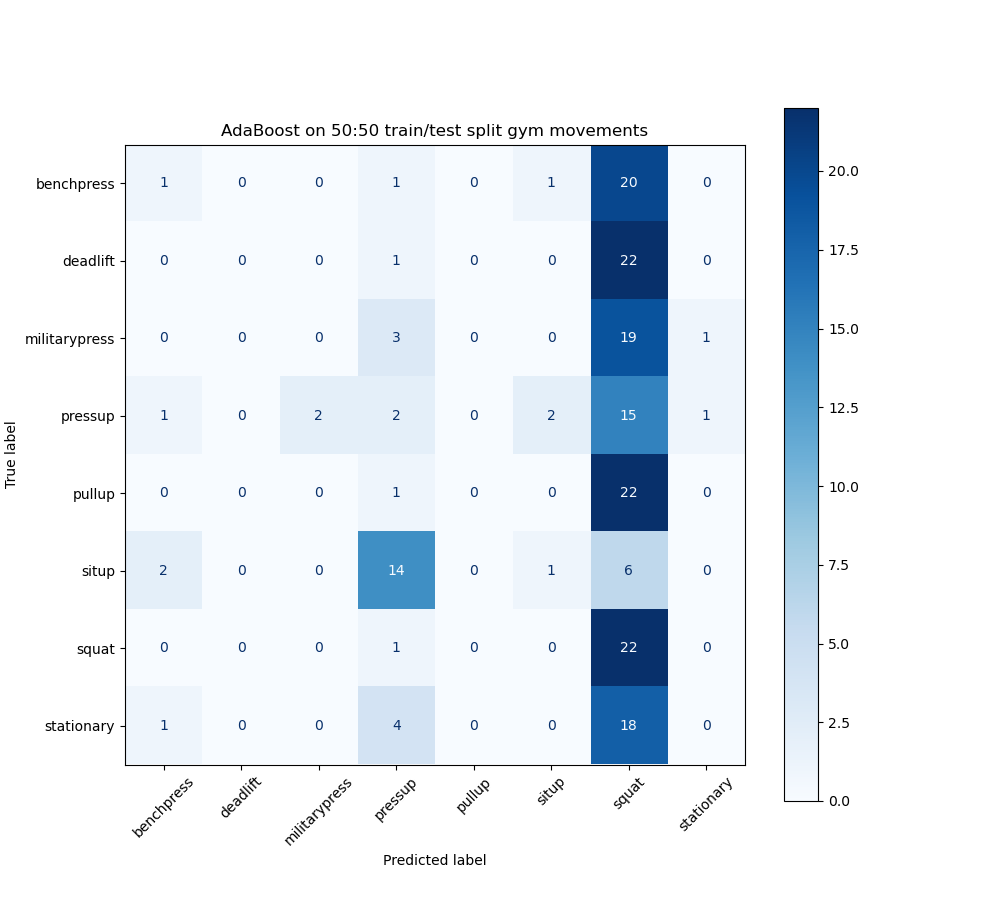 AdaBoost on 50:50 train/test split gym movements
benchpress 1 0 0 1 0 1 20 0
deadlift 0 0 0 1 0 0 22 0
militarypress 0 0 0 3 0 0 19 1
pressup 1 0 2 2 0 2 15 1
pullup 0 0 0 1 0 0 22 0
situp 2 0 0 14 0 1 6 0
squat 0 0 0 1 0 0 22 0
stationary 1 0 0 4 0 0 18 0
True label
benchpress deadlift militarypress pressup pullup situp squat stationary
Predicted label
20.0
17.5
15.0
12.5
10.0
7.5
5.0
2.5
0.0